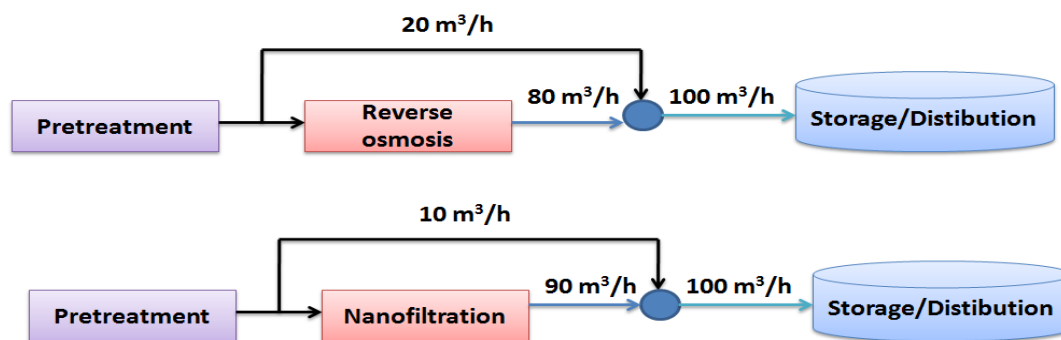 20 m³/h
Pretreatment
Reverse
osmosis
80 m³/h
100 m³/h
Storage/Distibution
10 m³/h
Pretreatment
Nanofiltration
90 m³/h
100 m³/h
Storage/Distibution